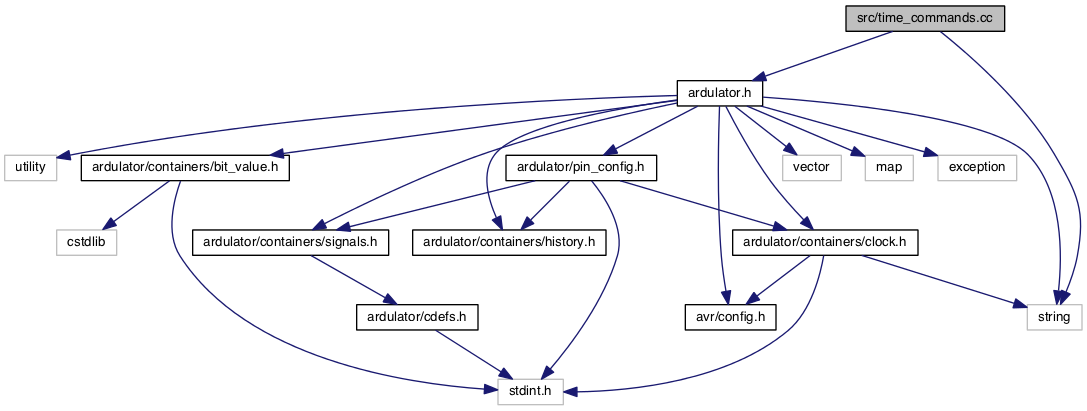 src/time_commands.cc
ardulator.h
utility
ardulator/containers/bit_value.h
ardulator/pin_config.h
vector
map
exception
cstdlib
ardulator/containers/signals.h
ardulator/containers/history.h
ardulator/containers/clock.h
ardulator/cdefs.h
avr/config.h
string
stdint.h